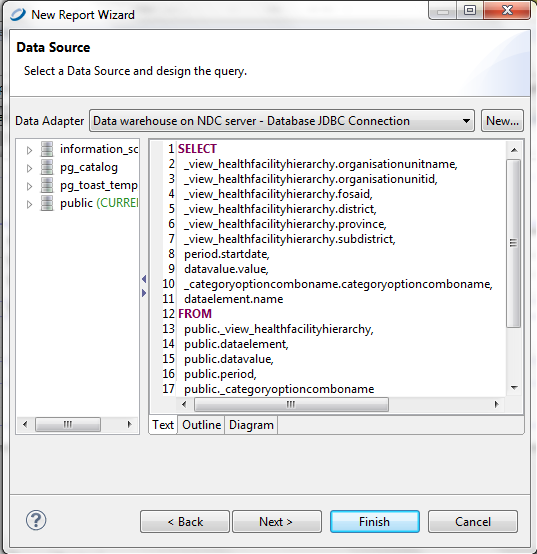 New Report Wizard
Data Source
Select a Data Source and design the query.
Data Adapter Data warehouse on NDC server - Database JDBC Connection New...
information_sc
pg_catalog
pg_toast_temp
public (CURRE
1 SELECT
2 _view_healthfacilityhierarchy.organisationunitname,
3 _view_healthfacilityhierarchy.organisationunitid,
4 _view_healthfacilityhierarchy.fosaid,
5 _view_healthfacilityhierarchy.district,
6 _view_healthfacilityhierarchy.province,
7 _view_healthfacilityhierarchy.subdistrict,
8 period.startdate,
9 datavalue.value,
10 _categoryoptioncomboname.categoryoptioncomboname,
11 dataelement.name
12 FROM
13 public._view_healthfacilityhierarchy,
14 public.dataelement,
15 public.datavalue,
16 public.period,
17 public._categoryoptioncomboname
Text Outline Diagram
? < Back Next > Finish Cancel